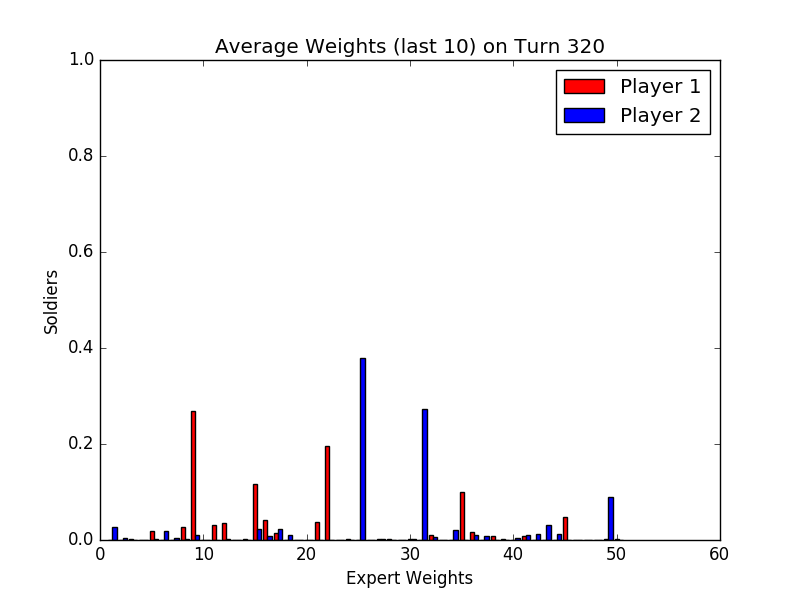 Average Weights (last 10) on Turn 320
1.0
0.8
0.6
0.4
0.2
0.0
Soldiers
Player 1
Player 2
0 10 20 30 40 50 60
Expert Weights